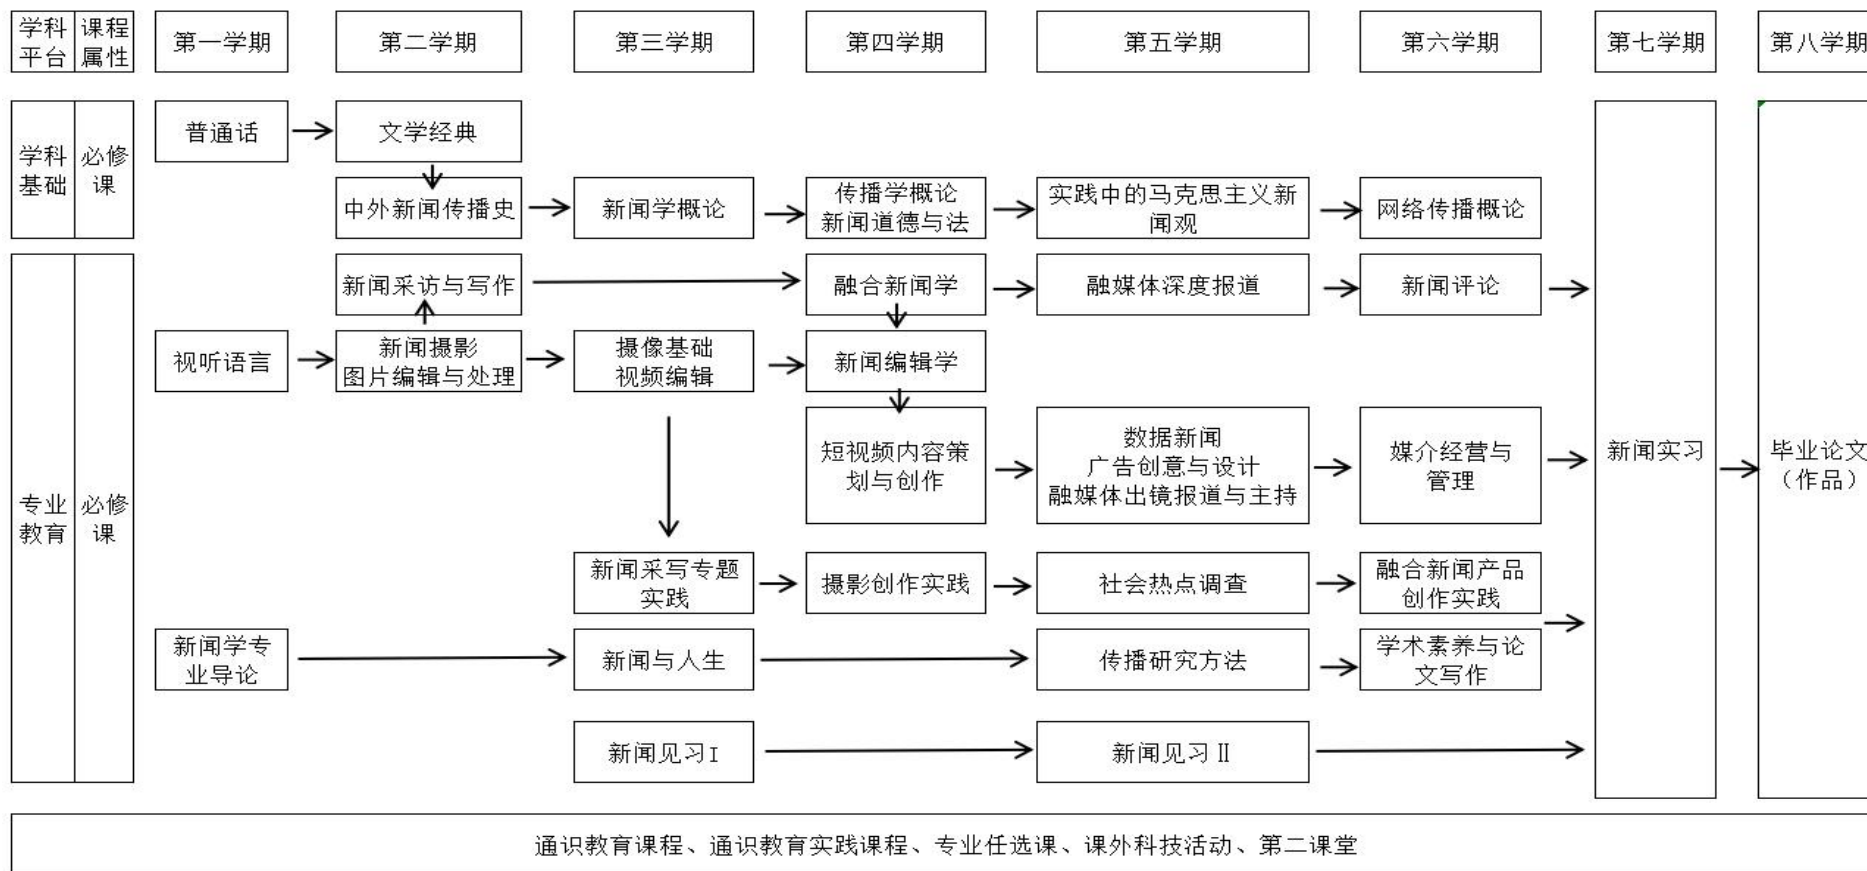 学科
平台
课程
属性
第一学期
第二学期
第三学期
第四学期
第五学期
第六学期
第七学期
第八学期
学科
基础
必修
课
普通话
文学经典
中外新闻传播史
新闻学概论
传播学概论
新闻道德与法
实践中的马克思主义新
闻观
网络传播概论
专业
教育
必修
课
新闻采访与写作
融合新闻学
融媒体深度报道
新闻评论
视听语言
新闻摄影
图片编辑与处理
摄像基础
视频编辑
新闻编辑学
短视频内容策
划与创作
数据新闻
广告创意与设计
融媒体出镜报道与主持
媒介经营与
管理
新闻采写专题
实践
摄影创作实践
社会热点调查
融合新闻产品
创作实践
新闻学专
业导论
新闻与人生
传播研究方法
学术素养与论
文写作
新闻见习I
新闻见习Ⅱ
新闻实习
毕业论文
（作品）
通识教育课程、通识教育实践课程、专业任选课、课外科技活动、第二课堂